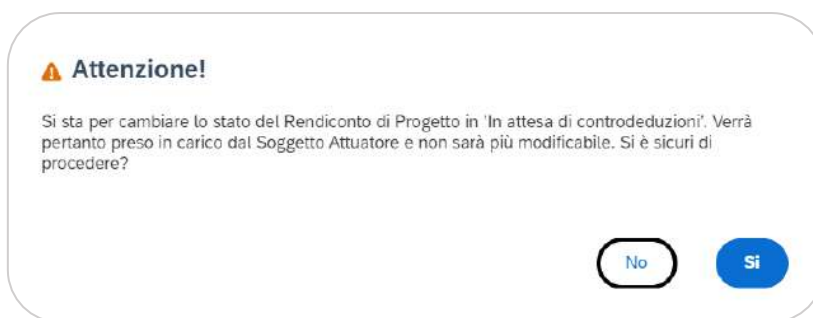 Attenzione!
Si sta per cambiare lo stato del Rendiconto di Progetto in 'In attesa di controdeduzioni'. Verrà
pertanto preso in carico dal Soggetto Attuatore e non sarà più modificabile. Si è sicuri di
procedere?
No
Si